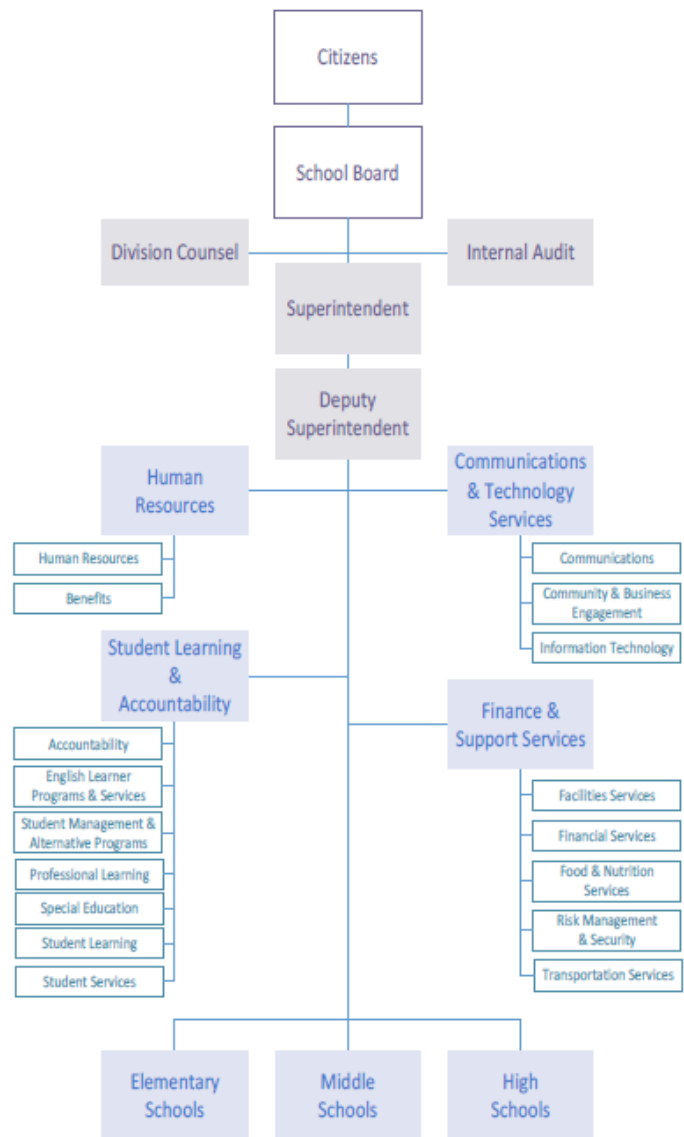 Citizens
School Board
Division Counsel
Internal Audit
Superintendent
Deputy
Superintendent
Human
Resources
Human Resources
Benefits
Communications
& Technology
Services
Communications
Community & Business
Engagement
Information Technology
Student Learning
&
Accountability
Accountability
English Learner
Programs & Services
Student Management &
Alternative Programs
Professional Learning
Special Education
Student Learning
Student Services
Finance &
Support Services
Facilities Services
Financial Services
Food & Nutrition
Services
Risk Management
& Security
Transportation Services
Elementary
Schools
Middle
Schools
High
Schools